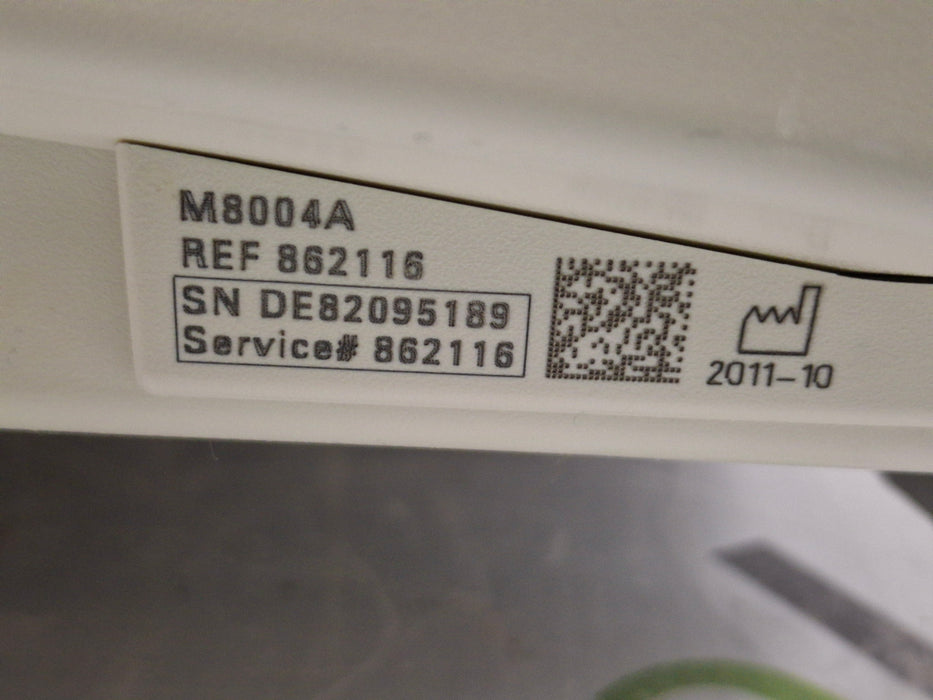 M8004A
REF 862116
SN DE82095189
Service# 862116
2011-10